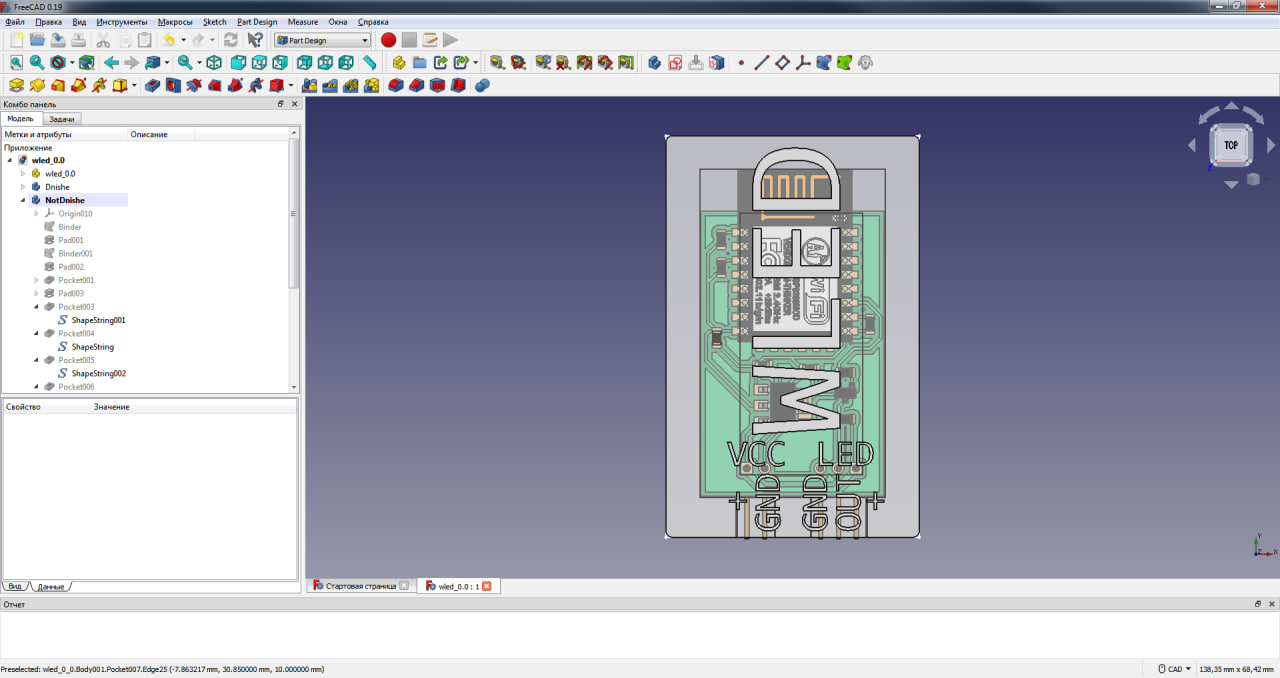 FreeCAD 0.19
Файл Правка Вид Инструменты Макросы Sketch Part Design Measure Окна Справка
Part Design
Комбо панель
Модель Задачи
Метки и атрибуты Описание
Приложение
wled_0.0
wled_0.0
Dnishe
NotDnishe
Origin010
Binder
Pad001
Binder001
Pad002
Pocket001
Pad003
Pocket003
ShapeString001
Pocket004
ShapeString
Pocket005
ShapeString002
Pocket006
Свойство Значение
Вид Данные
TOP
WLED
VCC LED
+ GND GND OUT +
Y
Z X
Стартовая страница wled_0.0 : 1
Отчет
Preselected: wled_0_0.Body001.Pocket007.Edge25 (-7.863217 mm, 30.850000 mm, 10.000000 mm)
CAD 138,35 mm x 68,42 mm